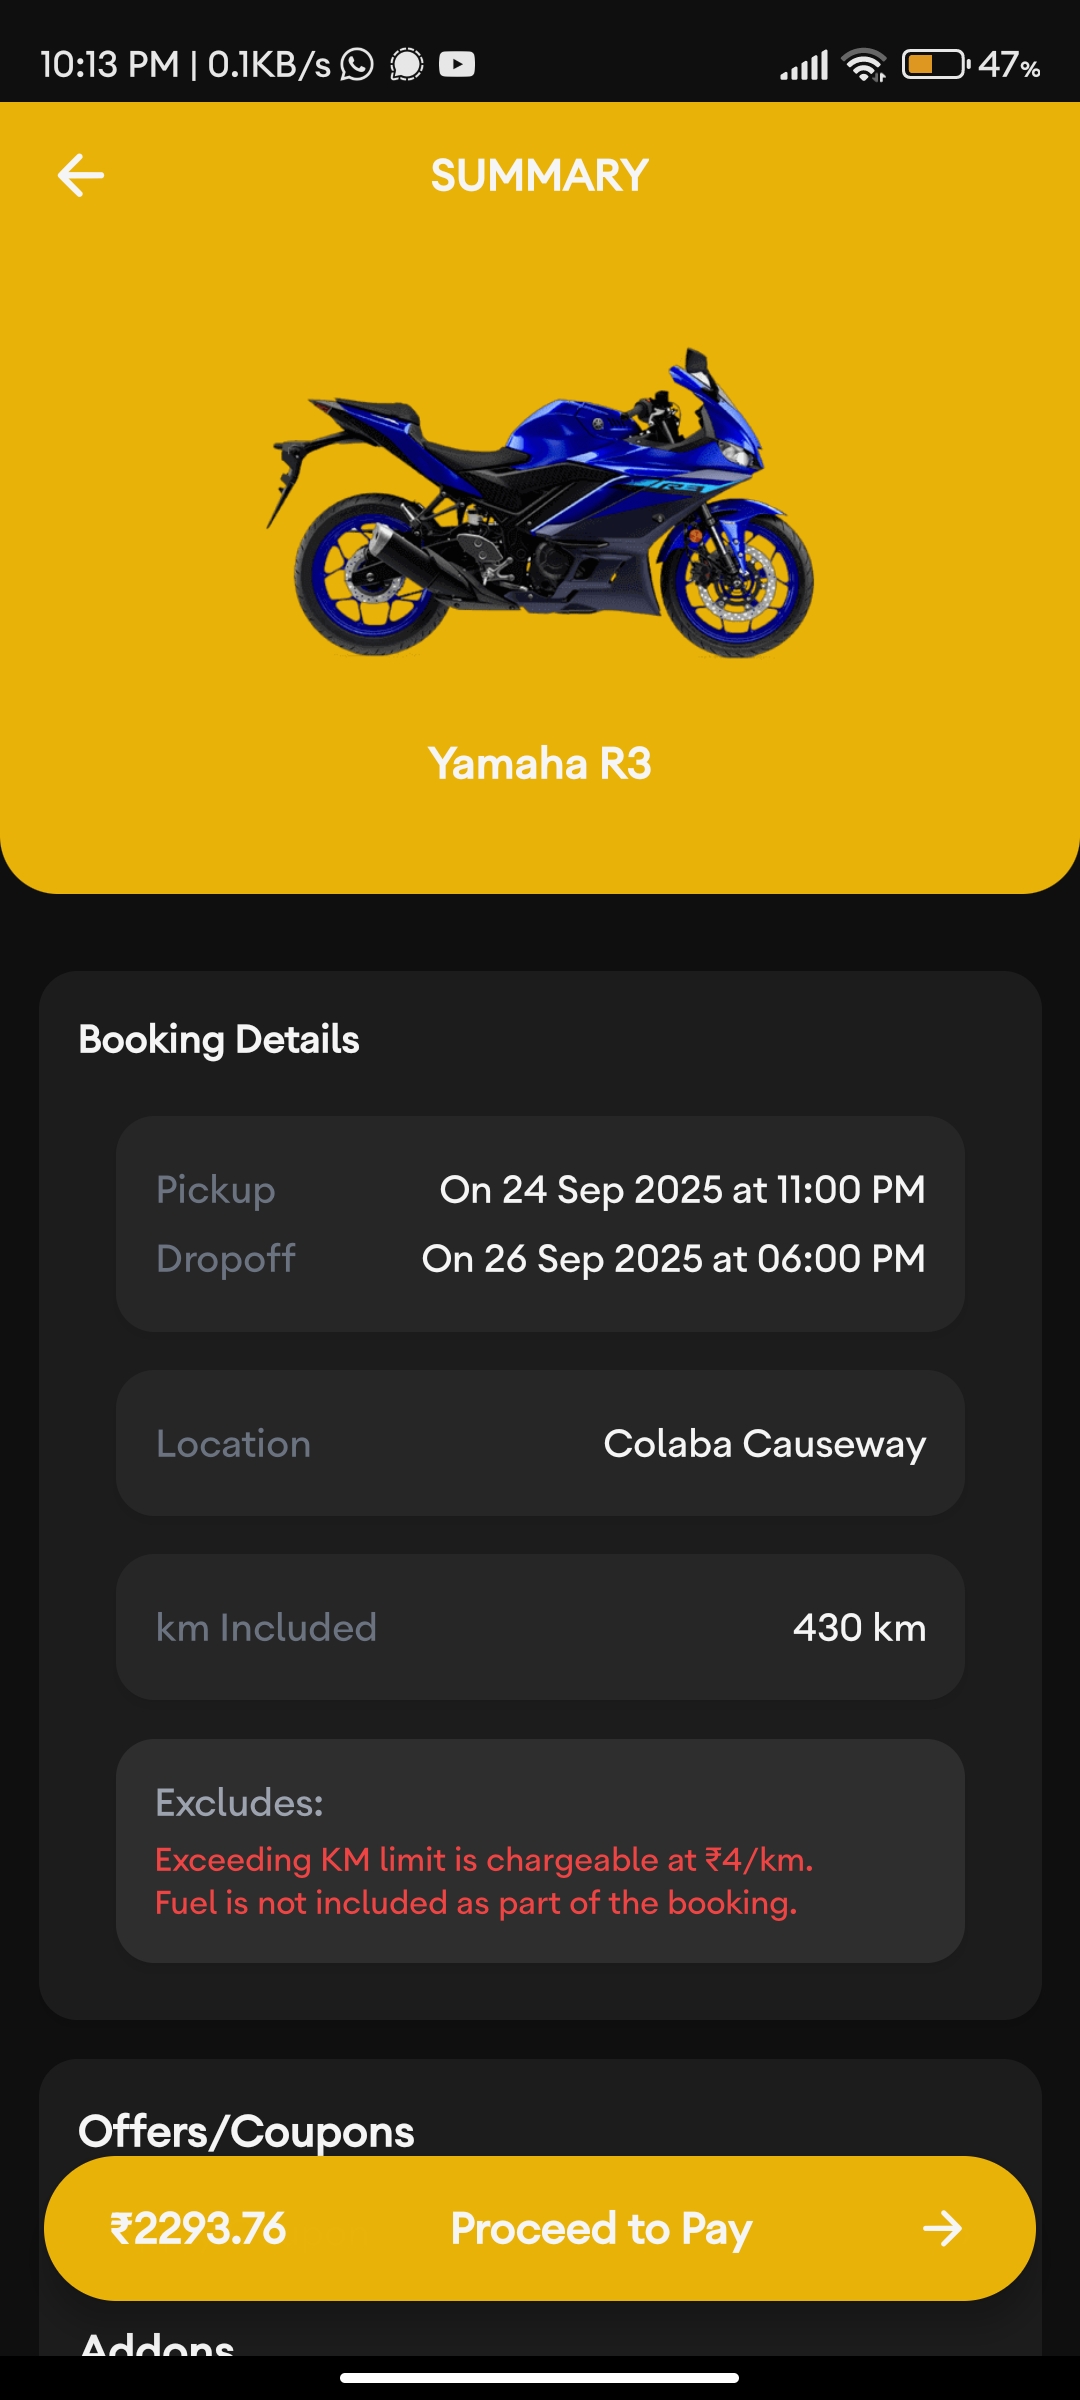 10:13 PM | 0.1KB/s 47%
SUMMARY
R3
Yamaha R3
Booking Details
Pickup On 24 Sep 2025 at 11:00 PM
Dropoff On 26 Sep 2025 at 06:00 PM
Location Colaba Causeway
km Included 430 km
Excludes:
Exceeding KM limit is chargeable at ₹4/km.
Fuel is not included as part of the booking.
Offers/Coupons
₹2293.76 Proceed to Pay
Addons